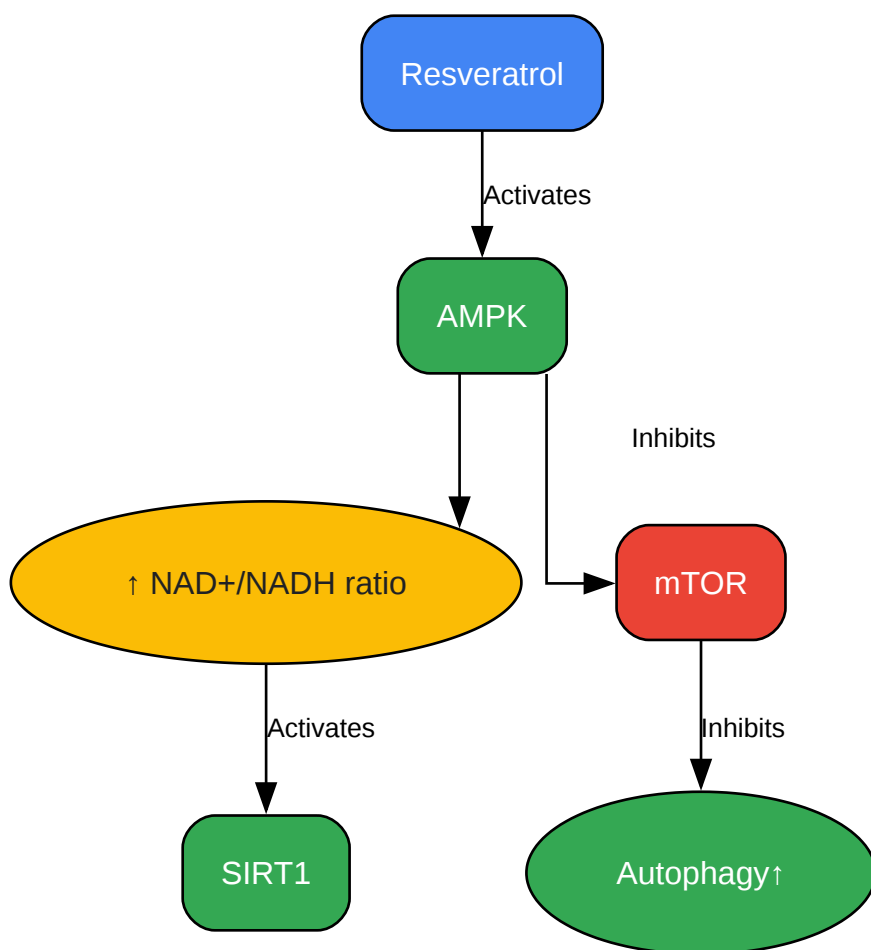 Resveratrol
Activates
AMPK
Inhibits
↑ NAD+/NADH ratio
mTOR
Activates
Inhibits
SIRT1
Autophagy↑